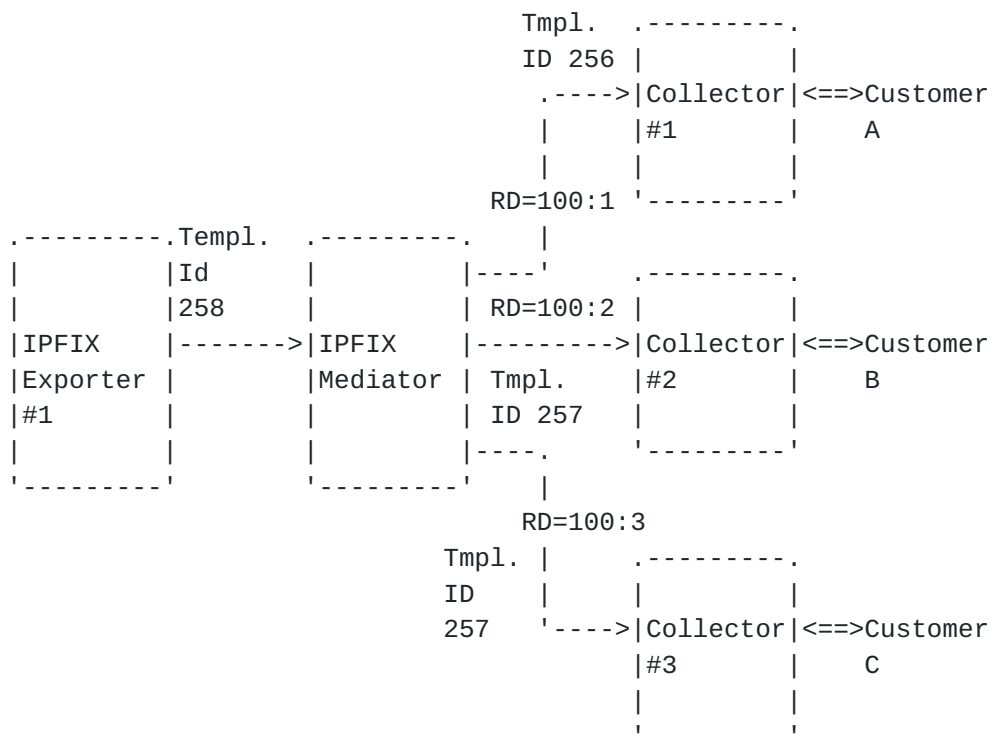 Tmpl.
ID 256
Collector <==>Customer
#1 A
RD=100:1
Templ.
Id
258 RD=100:2
IPFIX IPFIX Collector <==>Customer
Exporter Mediator Tmpl. #2 B
#1 ID 257
RD=100:3
Tmpl.
ID
257 Collector <==>Customer
#3 C